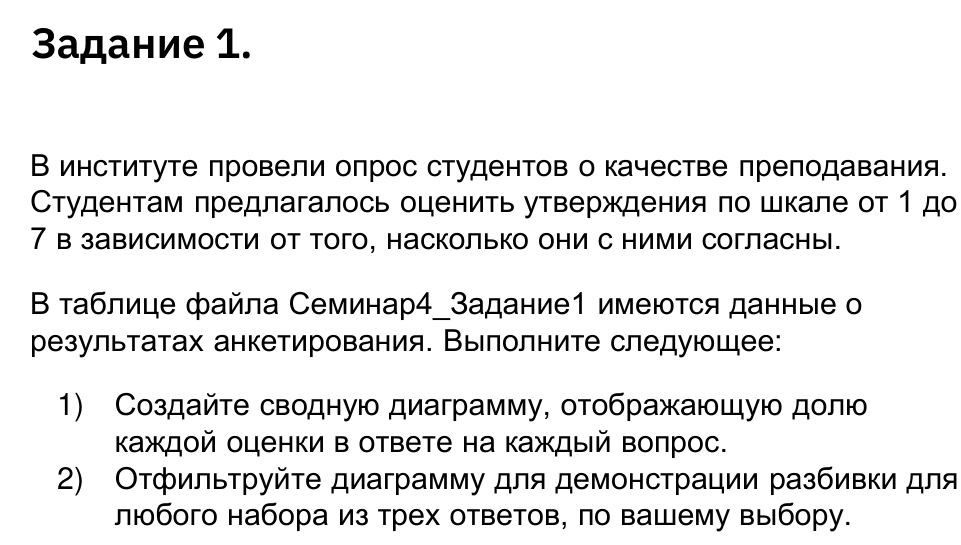 Задание 1.
В институте провели опрос студентов о качестве преподавания.
Студентам предлагалось оценить утверждения по шкале от 1 до
7 в зависимости от того, насколько они с ними согласны.
В таблице файла Семинар4_Задание1 имеются данные о
результатах анкетирования. Выполните следующее:
1) Создайте сводную диаграмму, отображающую долю
каждой оценки в ответе на каждый вопрос.
2) Отфильтруйте диаграмму для демонстрации разбивки для
любого набора из трех ответов, по вашему выбору.